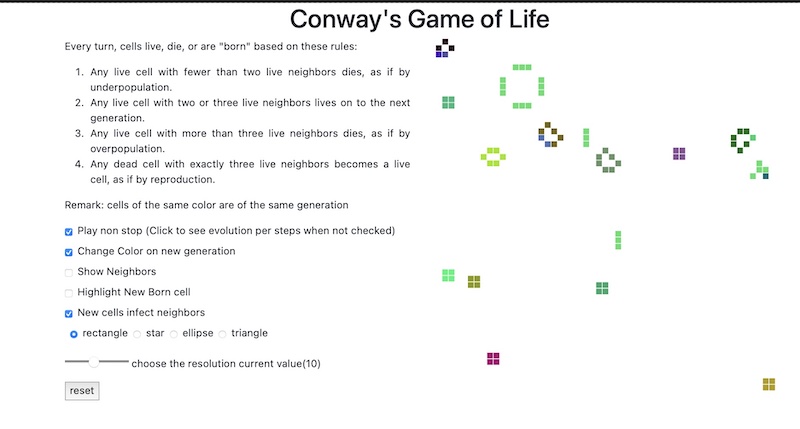 Conway's Game of Life
Every turn, cells live, die, or are "born" based on these rules:
1. Any live cell with fewer than two live neighbors dies, as if by
underpopulation.
2. Any live cell with two or three live neighbors lives on to the next
generation.
3. Any live cell with more than three live neighbors dies, as if by
overpopulation.
4. Any dead cell with exactly three live neighbors becomes a live
cell, as if by reproduction.
Remark: cells of the same color are of the same generation
Play non stop (Click to see evolution per steps when not checked)
Change Color on new generation
Show Neighbors
Highlight New Born cell
New cells infect neighbors
rectangle star ellipse triangle
choose the resolution current value(10)
reset